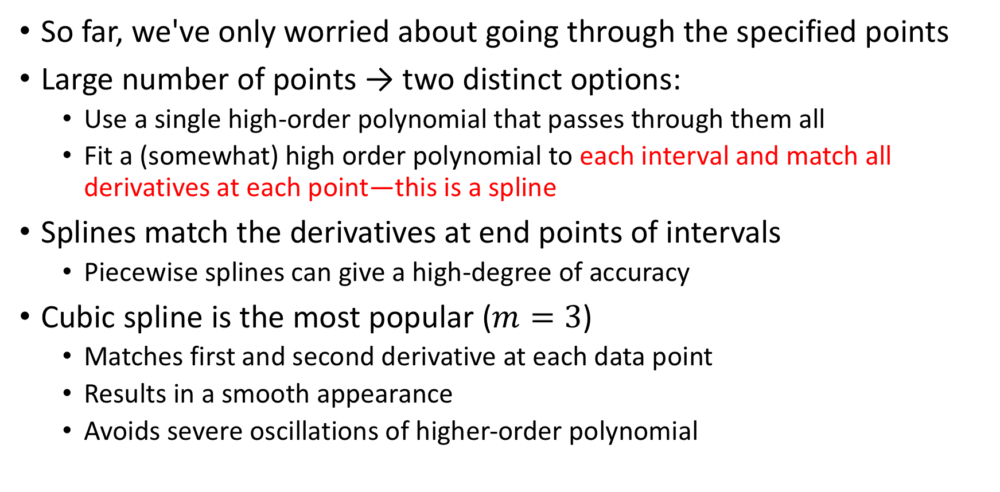 • So far, we've only worried about going through the specified points
• Large number of points → two distinct options:
• Use a single high-order polynomial that passes through them all
• Fit a (somewhat) high order polynomial to each interval and match all
derivatives at each point—this is a spline
• Splines match the derivatives at end points of intervals
• Piecewise splines can give a high-degree of accuracy
• Cubic spline is the most popular (𝑚 = 3)
• Matches first and second derivative at each data point
• Results in a smooth appearance
• Avoids severe oscillations of higher-order polynomial